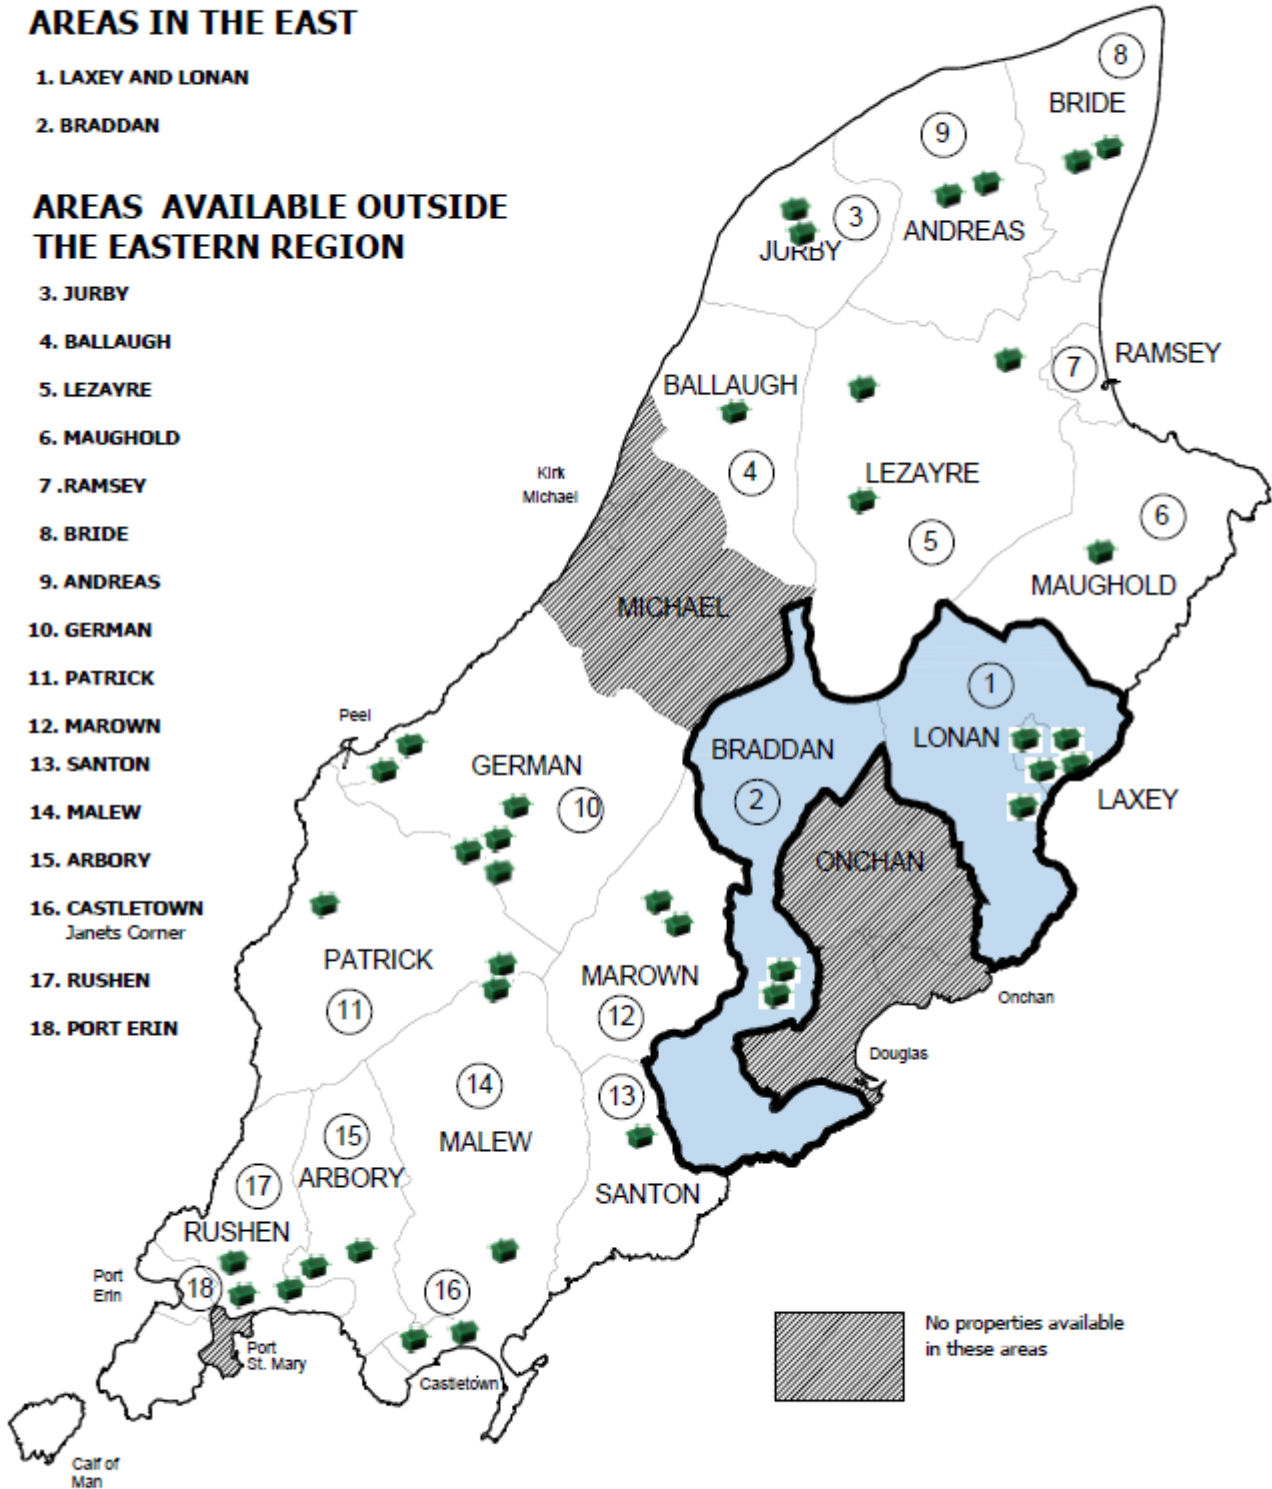 AREAS IN THE EAST
1. LAXEY AND LONAN
2. BRADDAN
AREAS AVAILABLE OUTSIDE
THE EASTERN REGION
3. JURBY
4. BALLAUGH
5. LEZAYRE
6. MAUGHOLD
7 .RAMSEY
8. BRIDE
9. ANDREAS
10. GERMAN
11. PATRICK
12. MAROWN
13. SANTON
14. MALEW
15. ARBORY
16. CASTLETOWN
Janets Corner
17. RUSHEN
18. PORT ERIN
8
BRIDE
9
ANDREAS
3
JURBY
RAMSEY
7
BALLAUGH
4
LEZAYRE
5
6
MAUGHOLD
Kirk
Michael
MICHAEL
1
LONAN
LAXEY
BRADDAN
2
ONCHAN
Onchan
Douglas
Peel
GERMAN
10
PATRICK
11
MAROWN
12
13
SANTON
14
MALEW
15
ARBORY
17
RUSHEN
18
16
Port
Erin
Port
St. Mary
Castletown
Calf of
Man
No properties available
in these areas